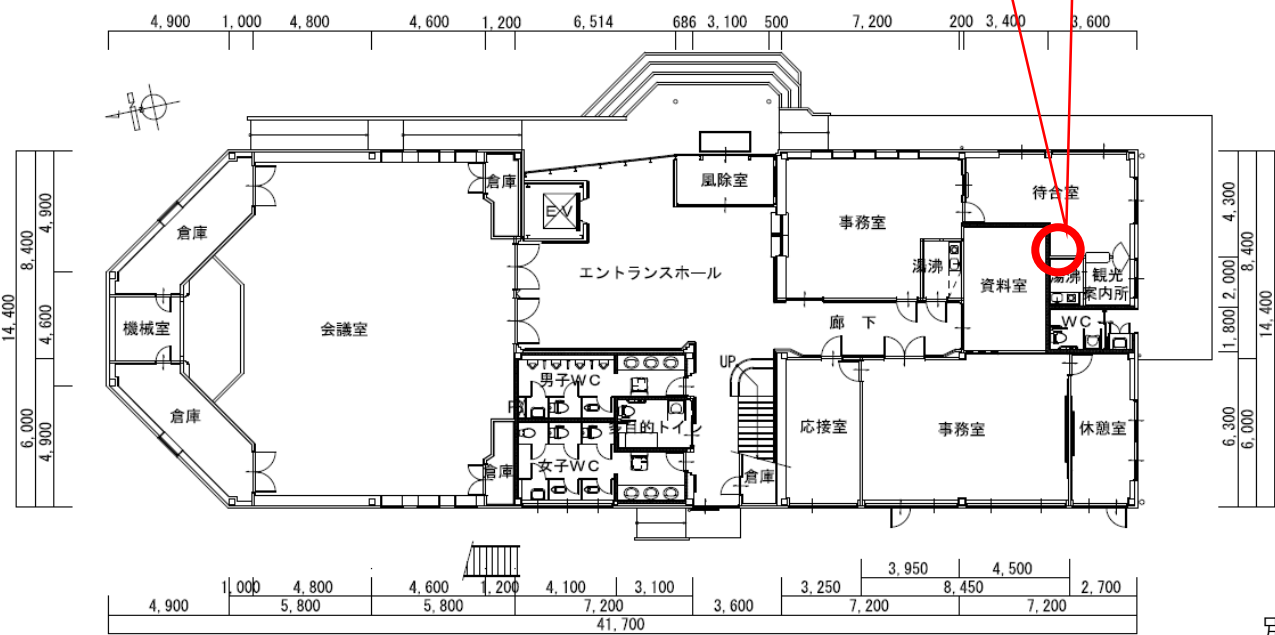 4,900 1,000 4,800 4,600 1,200 6,514 686 3,100 500 7,200 200 3,400 3,600
倉庫
風除室
待合室
EV
事務室
倉庫
エントランスホール
湯沸
資料室
湯沸
観光
案内所
機械室
会議室
廊 下
WC
UP
男子WC
PS
倉庫
多目的トイレ
応接室
事務室
休憩室
女子WC
倉庫
倉庫
4,900
8,400
14,400
4,600
6,000
4,900
4,300
8,400
2,000
14,400
1,800
6,300
6,000
3,950 4,500
1,000 4,800 4,600 1,200 4,100 3,100 3,250 8,450 2,700
4,900 5,800 5,800 7,200 3,600 7,200 7,200
41,700